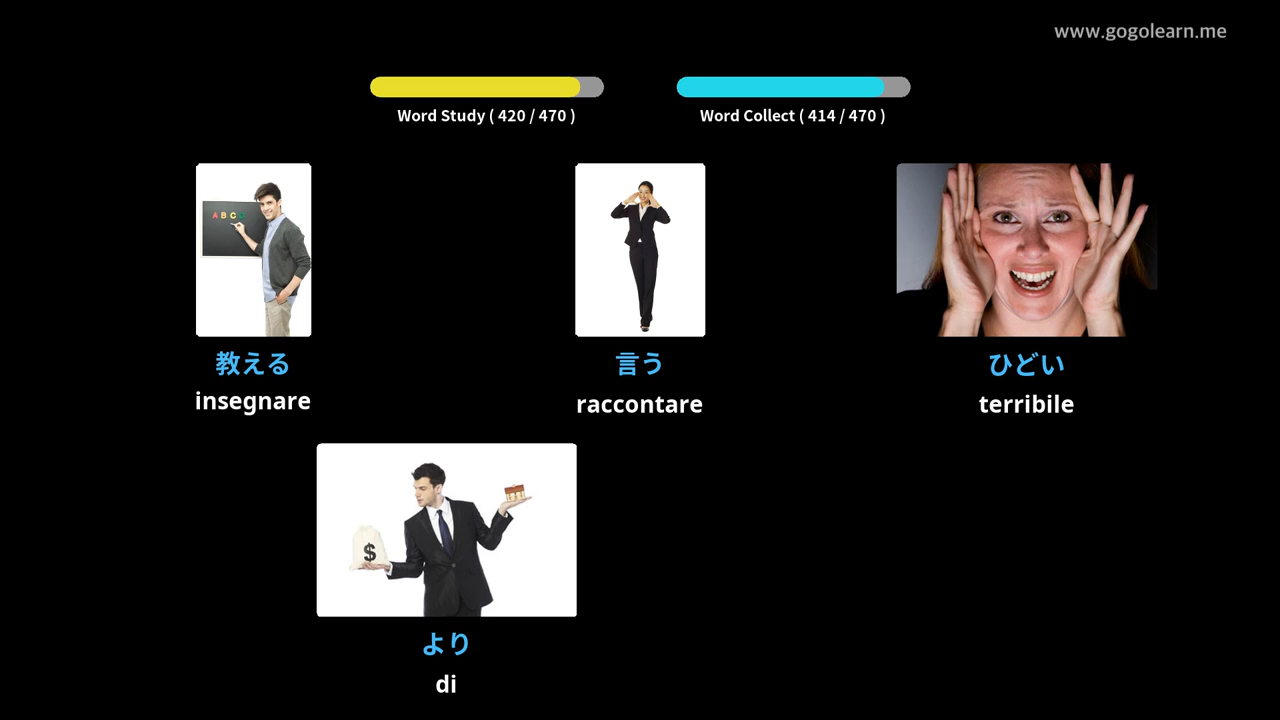 www.gogolearn.me
Word Study ( 420 / 470 )
Word Collect ( 414 / 470 )
A B C D
教える
言う
ひどい
insegnare
raccontare
terribile
$
より
di